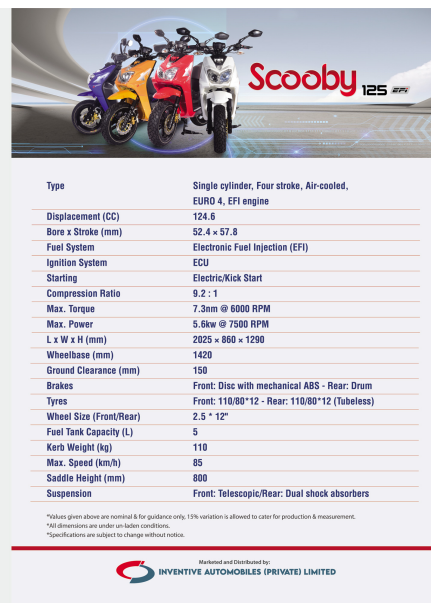 Scooby 125 EFi
Type Single cylinder, Four stroke, Air-cooled,
EURO 4, EFI engine
Displacement (CC) 124.6
Bore x Stroke (mm) 52.4 × 57.8
Fuel System Electronic Fuel Injection (EFI)
Ignition System ECU
Starting Electric/Kick Start
Compression Ratio 9.2 : 1
Max. Torque 7.3nm @ 6000 RPM
Max. Power 5.6kw @ 7500 RPM
L x W x H (mm) 2025 × 860 × 1290
Wheelbase (mm) 1420
Ground Clearance (mm) 150
Brakes Front: Disc with mechanical ABS - Rear: Drum
Tyres Front: 110/80*12 - Rear: 110/80*12 (Tubeless)
Wheel Size (Front/Rear) 2.5 * 12"
Fuel Tank Capacity (L) 5
Kerb Weight (kg) 110
Max. Speed (km/h) 85
Saddle Height (mm) 800
Suspension Front: Telescopic/Rear: Dual shock absorbers
*Values given above are nominal & for guidance only, 15% variation is allowed to cater for production & measurement.
*All dimensions are under un-laden conditions.
*Specifications are subject to change without notice.
Marketed and Distributed by:
INVENTIVE AUTOMOBILES (PRIVATE) LIMITED